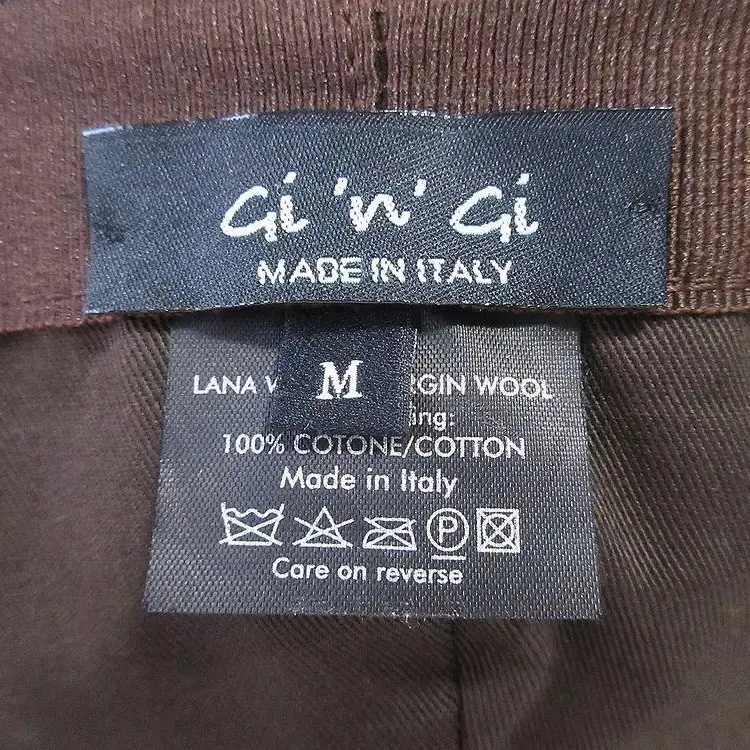 Gi 'n' Gi
MADE IN ITALY
M
LANA WOOL
100% COTONE/COTTON
Made in Italy
P
Care on reverse